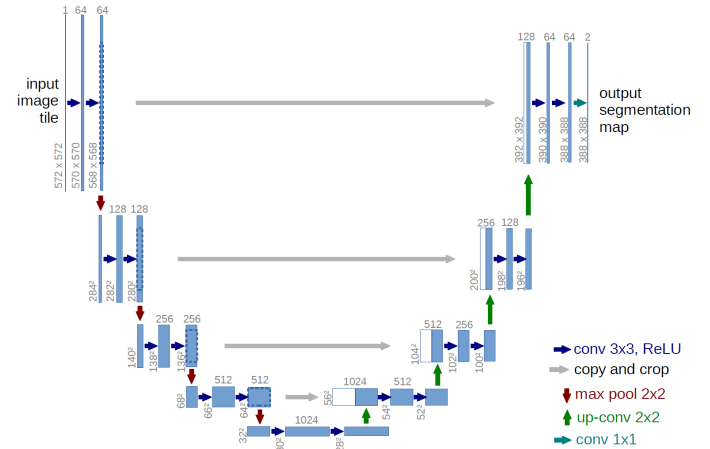 1 64 64
128 64 64 2
input
image
tile
output
segmentation
map
572 x 572
570 x 570
568 x 568
392 x 392
390 x 390
388 x 388
388 x 388
128 128
256 128
284²
282²
280²
200²
198²
196²
256 256
512 256
140²
138²
136²
104²
102²
100²
512 512
1024 512
68²
66²
64²
56²
54²
52²
1024
32²
30²
28²
conv 3x3, ReLU
copy and crop
max pool 2x2
up-conv 2x2
conv 1x1